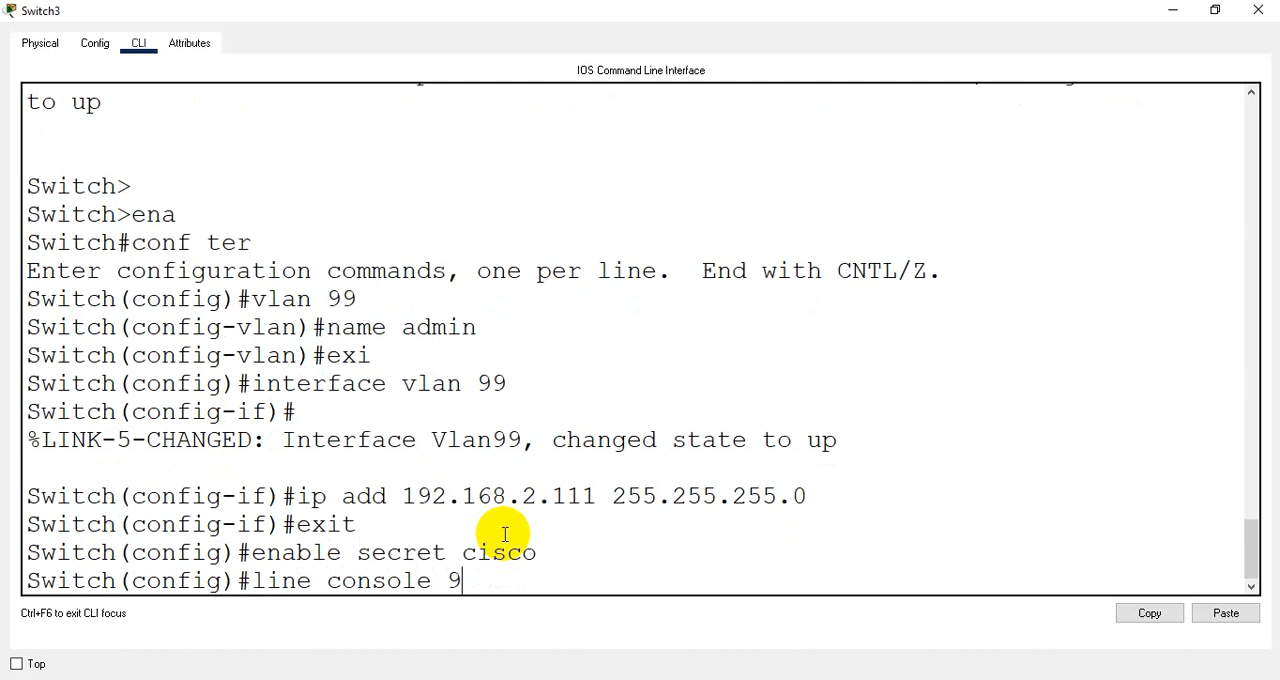 Switch3
Physical Config CLI Attributes
IOS Command Line Interface
to up
Switch>
Switch>ena
Switch#conf ter
Enter configuration commands, one per line.  End with CNTL/Z.
Switch(config)#vlan 99
Switch(config-vlan)#name admin
Switch(config-vlan)#exi
Switch(config)#interface vlan 99
Switch(config-if)#
%LINK-5-CHANGED: Interface Vlan99, changed state to up
Switch(config-if)#ip add 192.168.2.111 255.255.255.0
Switch(config-if)#exit
Switch(config)#enable secret cisco
Switch(config)#line console 9
Ctrl+F6 to exit CLI focus
Copy Paste
Top